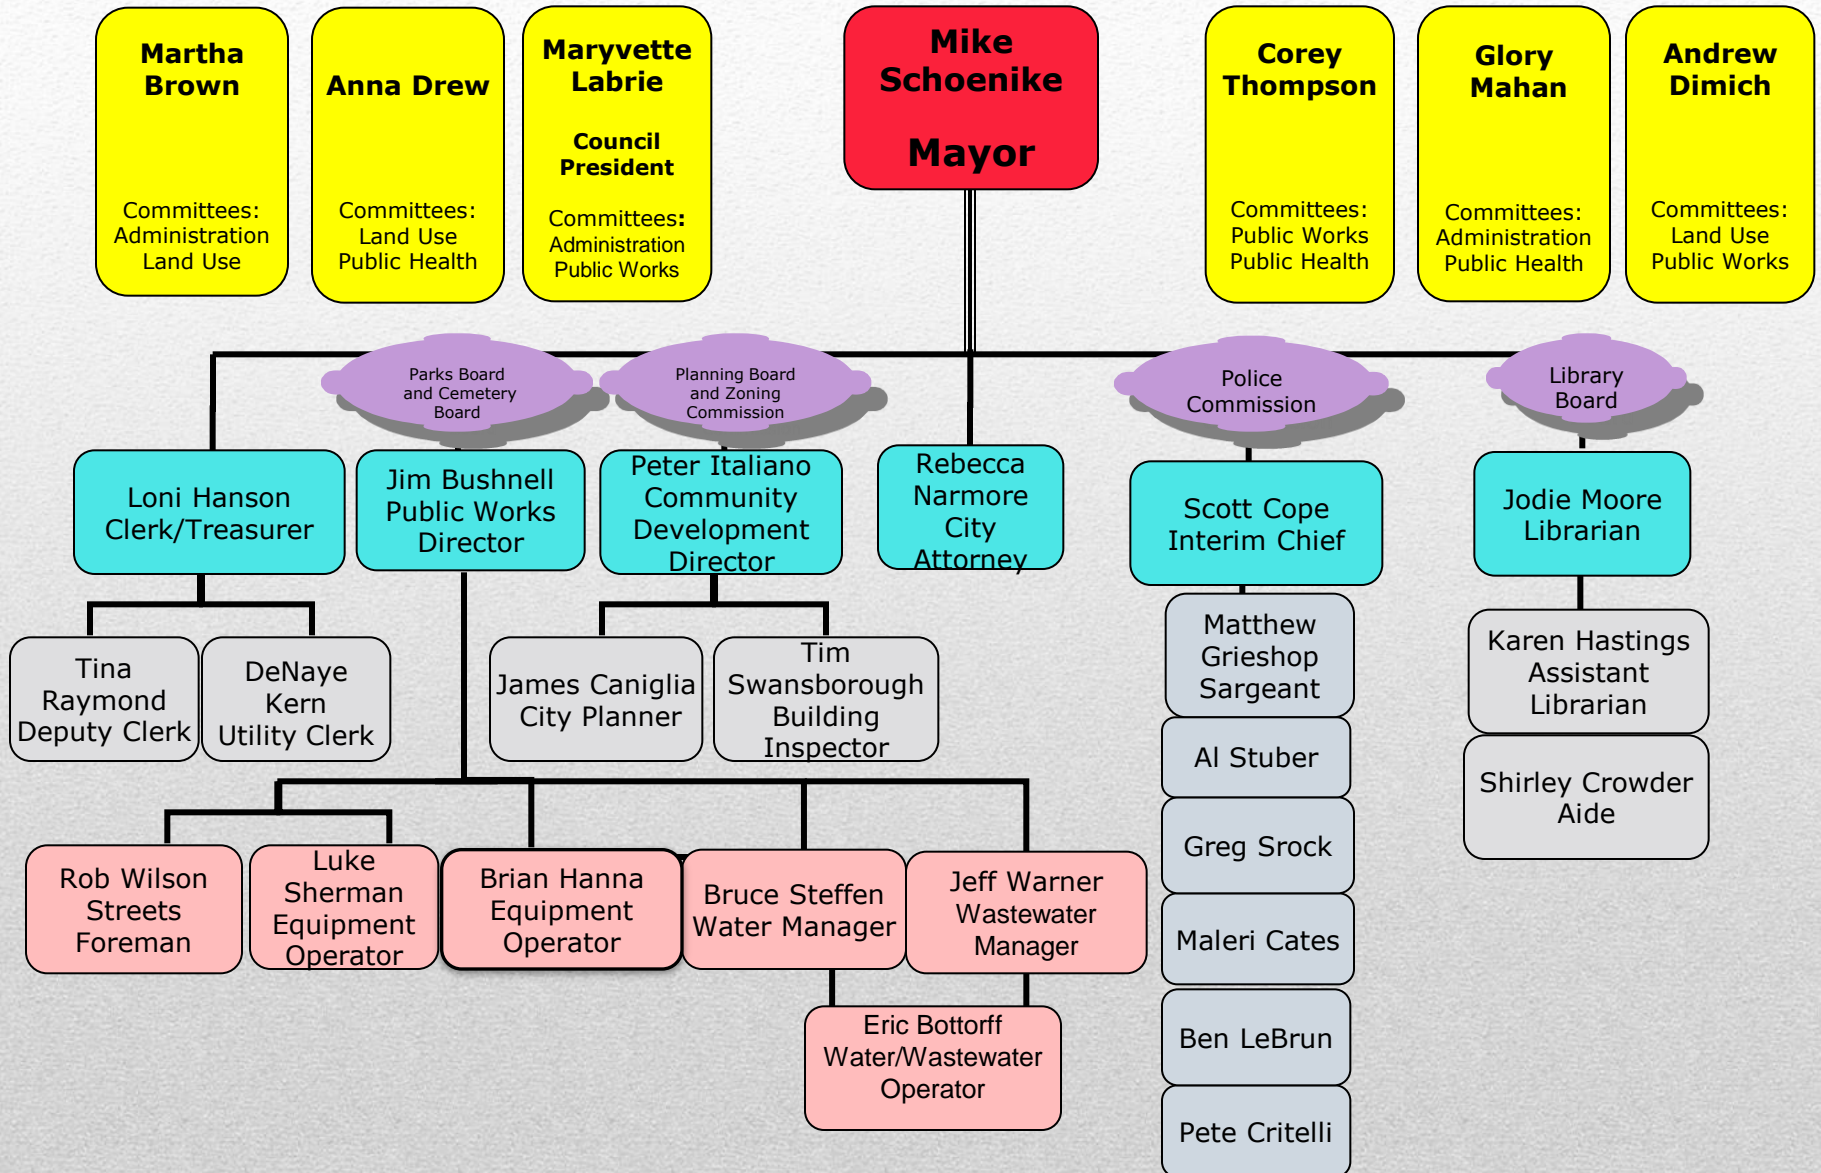 Martha
Brown
Committees:
Administration
Land Use
Anna Drew
Committees:
Land Use
Public Health
Maryvette
Labrie
Council
President
Committees:
Administration
Public Works
Mike
Schoenike
Mayor
Corey
Thompson
Committees:
Public Works
Public Health
Glory
Mahan
Committees:
Administration
Public Health
Andrew
Dimich
Committees:
Land Use
Public Works
Parks Board
and Cemetery
Board
Planning Board
and Zoning
Commission
Police
Commission
Library
Board
Loni Hanson
Clerk/Treasurer
Jim Bushnell
Public Works
Director
Peter Italiano
Community
Development
Director
Rebecca
Narmore
City
Attorney
Scott Cope
Interim Chief
Jodie Moore
Librarian
Tina
Raymond
Deputy Clerk
DeNaye
Kern
Utility Clerk
James Caniglia
City Planner
Tim
Swansborough
Building
Inspector
Matthew
Grieshop
Sargeant
Al Stuber
Greg Srock
Maleri Cates
Ben LeBrun
Pete Critelli
Karen Hastings
Assistant
Librarian
Shirley Crowder
Aide
Rob Wilson
Streets
Foreman
Luke
Sherman
Equipment
Operator
Brian Hanna
Equipment
Operator
Bruce Steffen
Water Manager
Jeff Warner
Wastewater
Manager
Eric Bottorff
Water/Wastewater
Operator